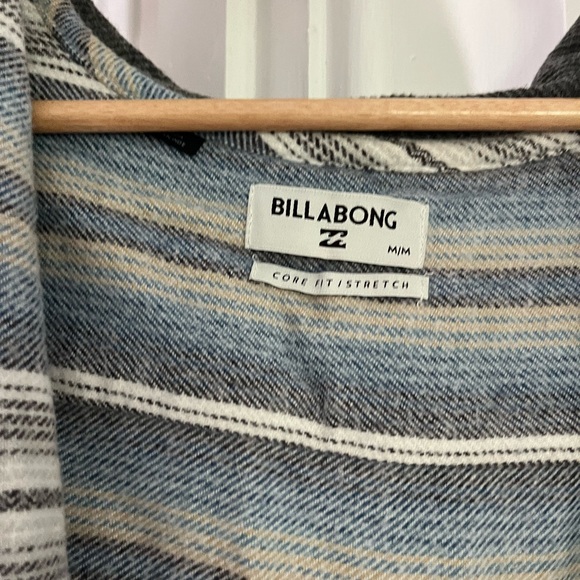 BILLABONG
M/M
CORE FIT / STRETCH